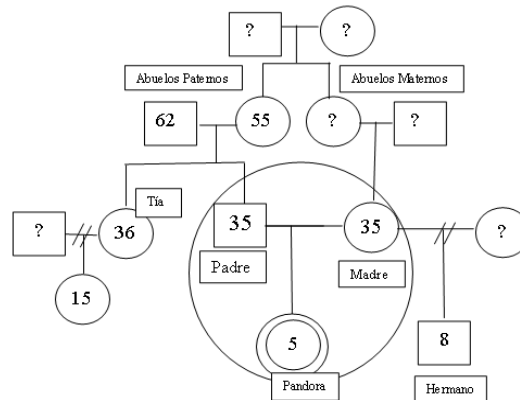 ? ?
Abuelos Paternos Abuelos Maternos
62 55 ? ?
Tía
? 36 35 35 ?
Padre Madre
15
5 8
Pandora Hermano